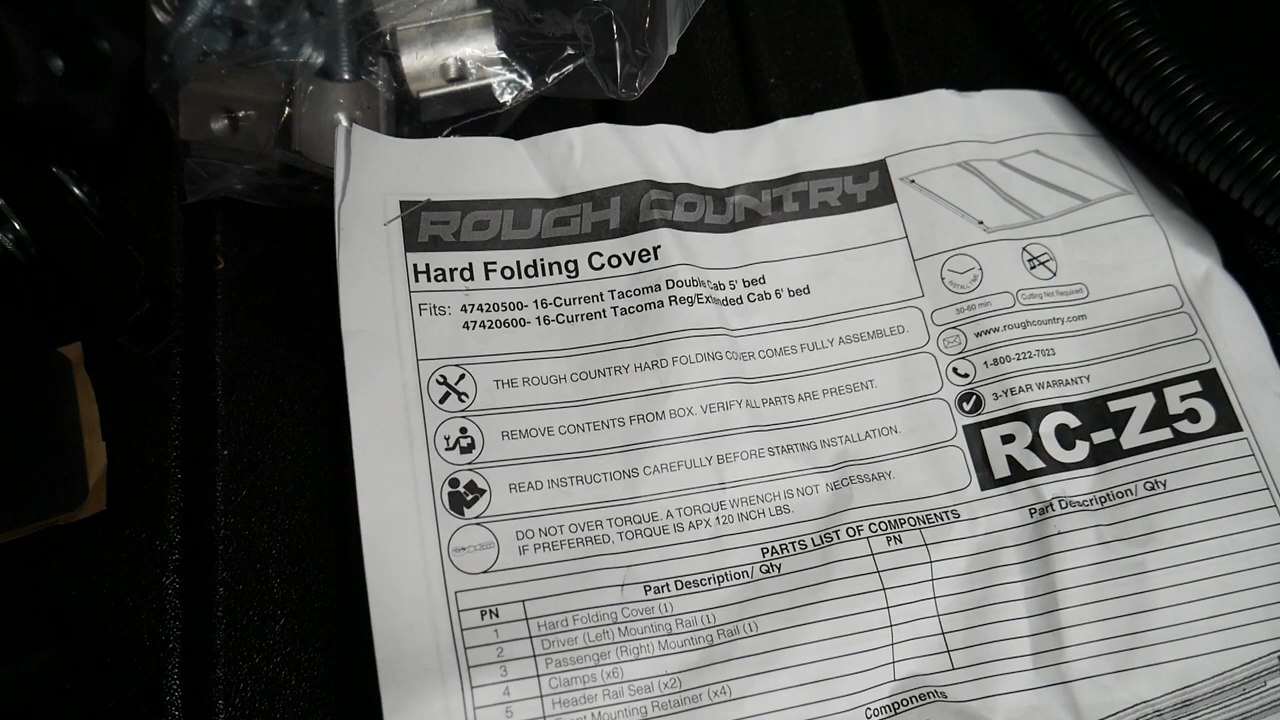 ROUGH COUNTRY
Hard Folding Cover
Fits: 47420500- 16-Current Tacoma Double Cab 5' bed
47420600- 16-Current Tacoma Reg/Extended Cab 6' bed
INSTALL TIME
30-60 min
Cutting Not Required
www.roughcountry.com
1-800-222-7023
3-YEAR WARRANTY
RC-Z5
THE ROUGH COUNTRY HARD FOLDING COVER COMES FULLY ASSEMBLED.
REMOVE CONTENTS FROM BOX. VERIFY ALL PARTS ARE PRESENT.
READ INSTRUCTIONS CAREFULLY BEFORE STARTING INSTALLATION.
DO NOT OVER TORQUE. A TORQUE WRENCH IS NOT NECESSARY.
IF PREFERRED, TORQUE IS APX 120 INCH LBS.
PARTS LIST OF COMPONENTS
PN Part Description/ Qty PN Part Description/ Qty
1 Hard Folding Cover (1)
2 Driver (Left) Mounting Rail (1)
3 Passenger (Right) Mounting Rail (1)
4 Clamps (x6)
5 Header Rail Seal (x2)
Mounting Retainer (x4)
Components